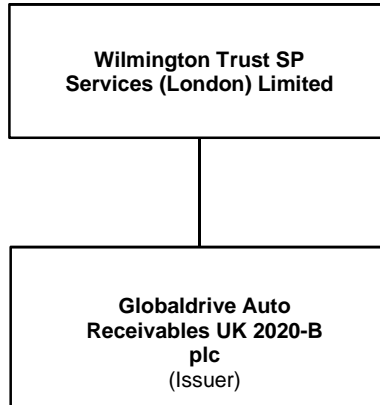 Wilmington Trust SP
Services (London) Limited
Globaldrive Auto
Receivables UK 2020-B
plc
(Issuer)